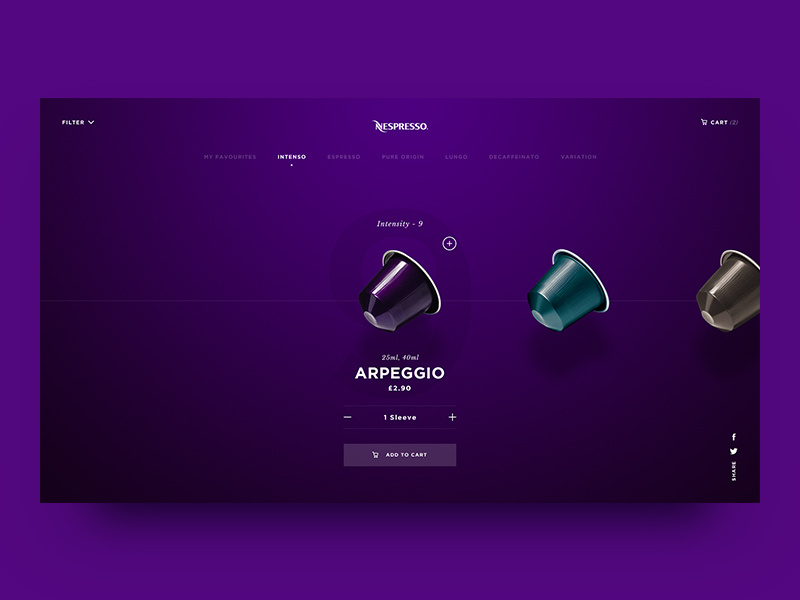 FILTER
NESPRESSO.
CART (2)
MY FAVOURITES INTENSO ESPRESSO PURE ORIGIN LUNGO DECAFFEINATO VARIATION
Intensity - 9
25ml, 40ml
ARPEGGIO
£2.90
1 Sleeve
ADD TO CART
SHARE